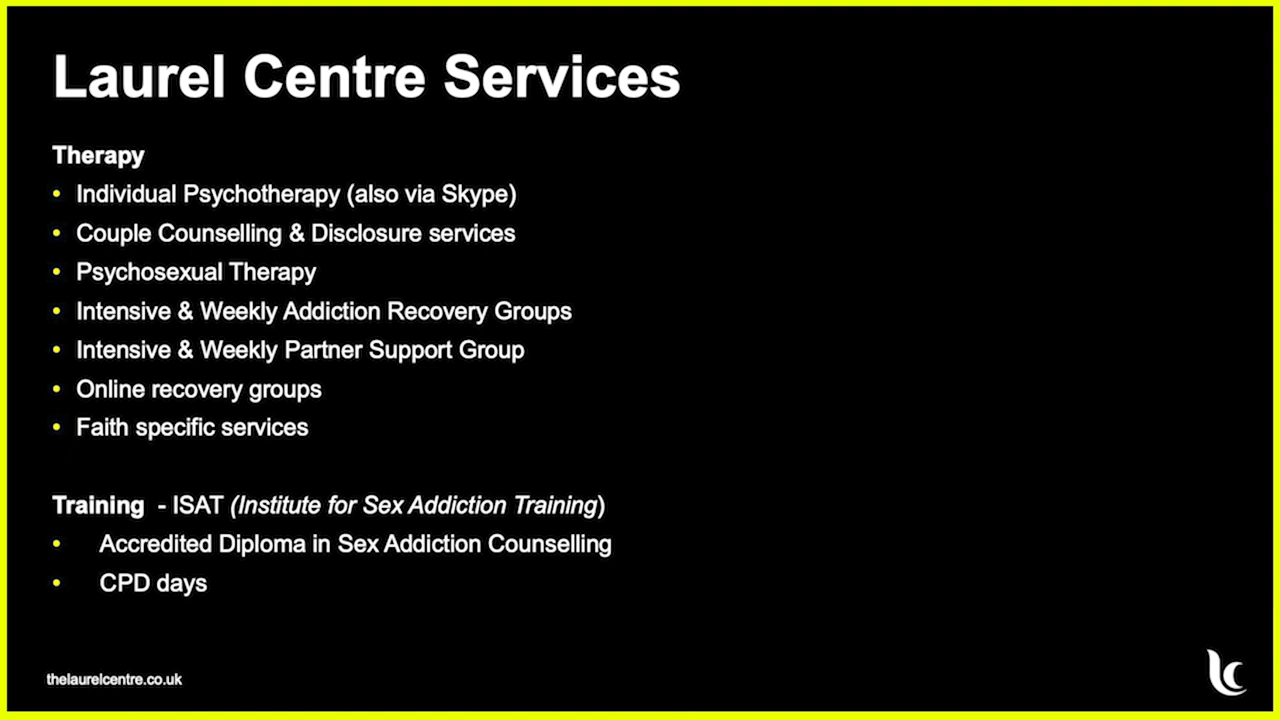 Laurel Centre Services
Therapy
• Individual Psychotherapy (also via Skype)
• Couple Counselling & Disclosure services
• Psychosexual Therapy
• Intensive & Weekly Addiction Recovery Groups
• Intensive & Weekly Partner Support Group
• Online recovery groups
• Faith specific services
Training - ISAT (Institute for Sex Addiction Training)
• Accredited Diploma in Sex Addiction Counselling
• CPD days
thelaurelcentre.co.uk
lc